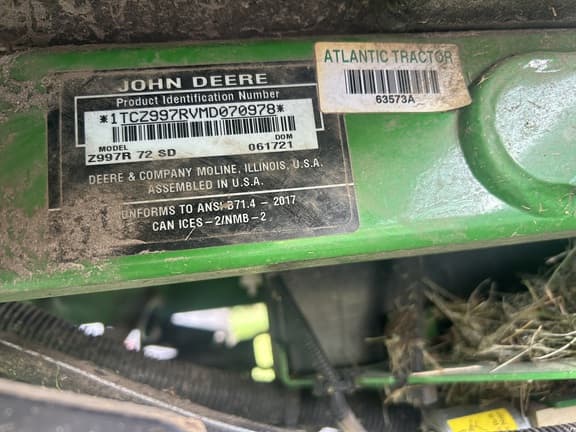 JOHN DEERE
Product Identification Number
*1TCZ997RVMD070978*
MODEL DOM
Z997R 72 SD 061721
DEERE & COMPANY MOLINE, ILLINOIS, U.S.A.
ASSEMBLED IN U.S.A.
CONFORMS TO ANSI B71.4 - 2017
CAN ICES-2/NMB-2
ATLANTIC TRACTOR
63573A